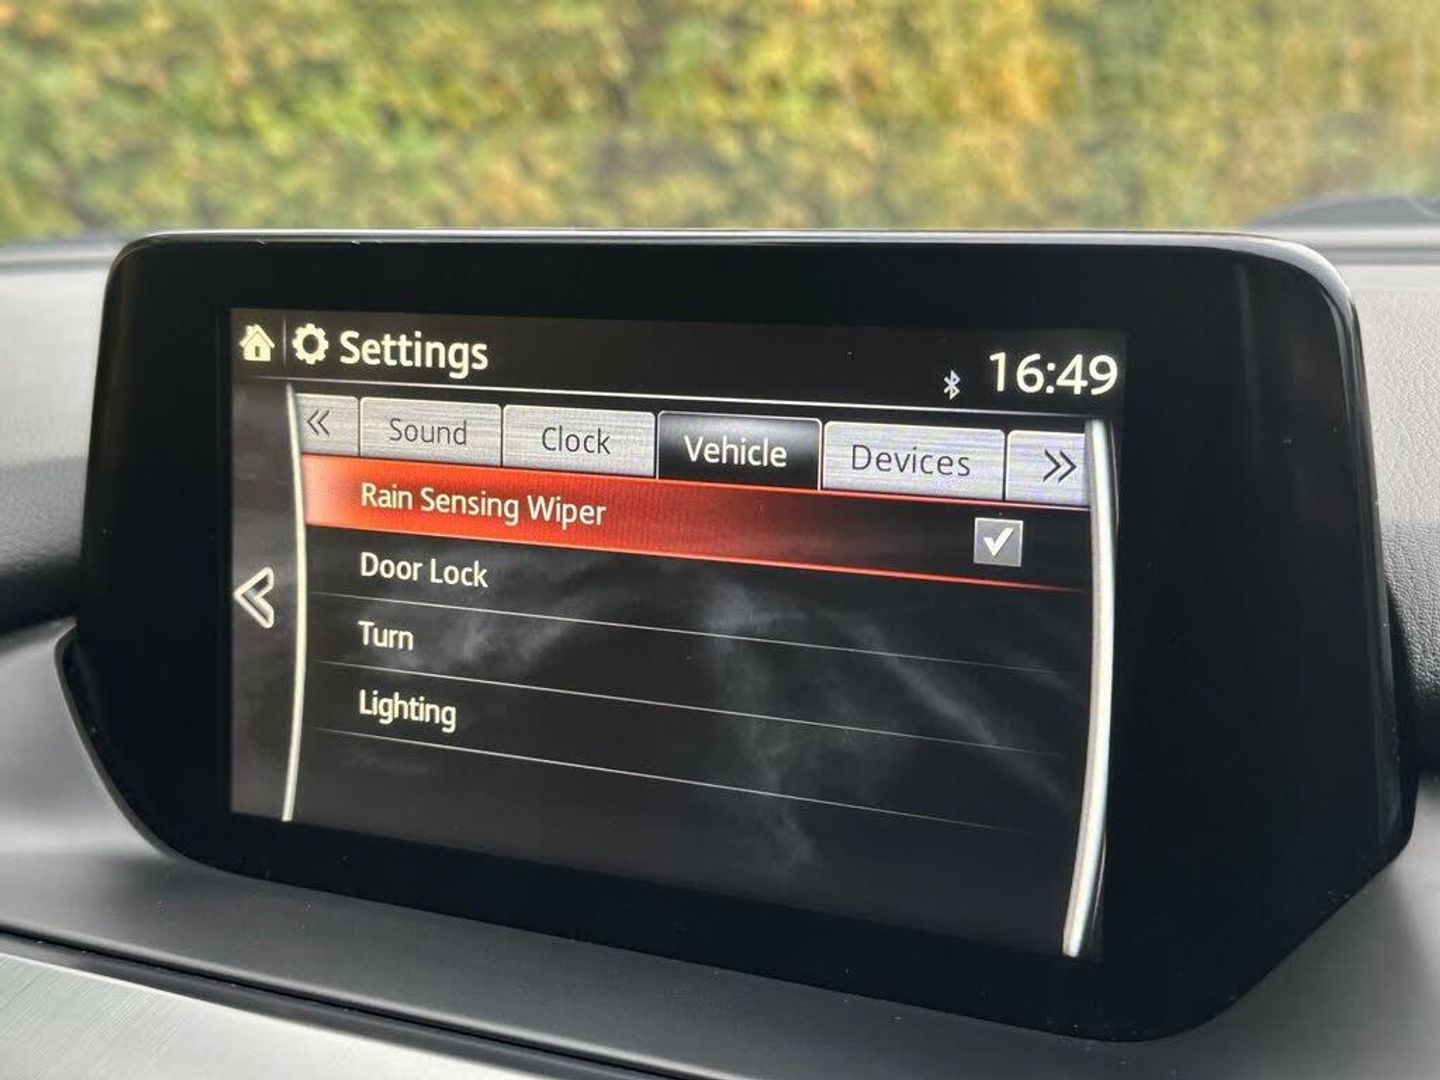 Settings
16:49
Sound
Clock
Vehicle
Devices
Rain Sensing Wiper
Door Lock
Turn
Lighting